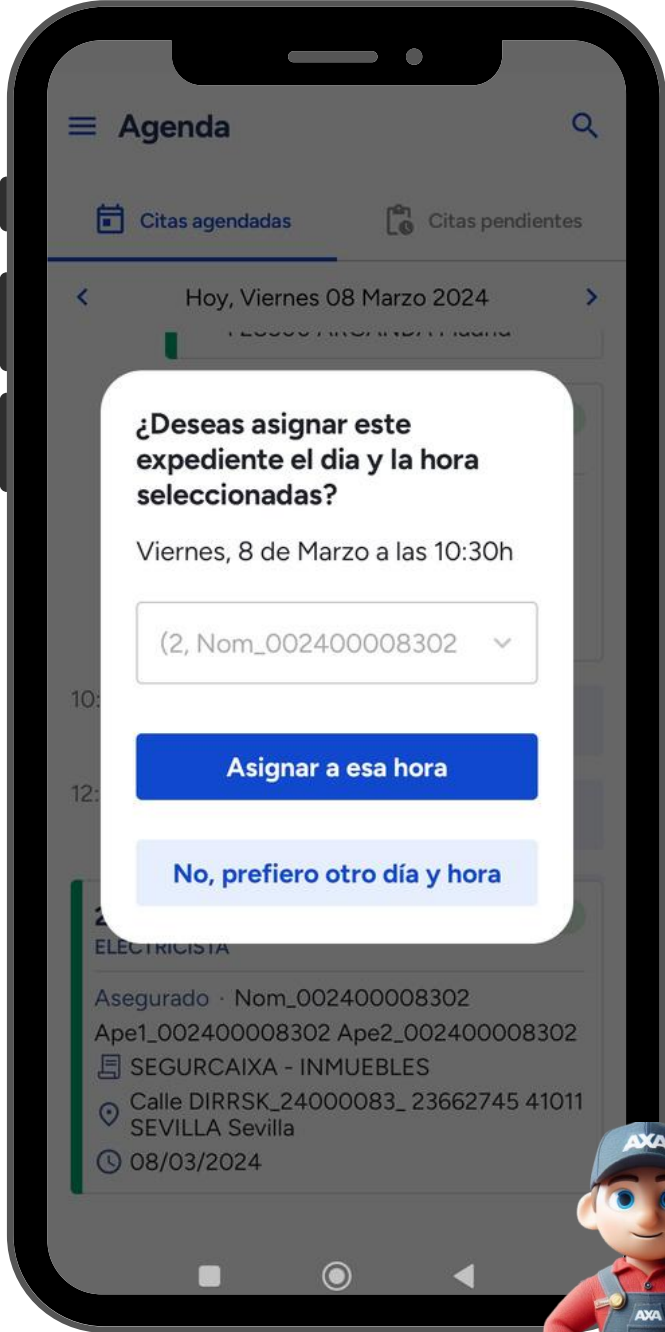 Agenda
Citas agendadas
Citas pendientes
Hoy, Viernes 08 Marzo 2024
¿Deseas asignar este
expediente el dia y la hora
seleccionadas?
Viernes, 8 de Marzo a las 10:30h
(2, Nom_002400008302
10:
Asignar a esa hora
12:
No, prefiero otro día y hora
ELECTRICISTA
Asegurado · Nom_002400008302
Ape1_002400008302 Ape2_002400008302
SEGURCAIXA - INMUEBLES
Calle DIRRSK_24000083_ 23662745 41011
SEVILLA Sevilla
08/03/2024
AXA
AXA